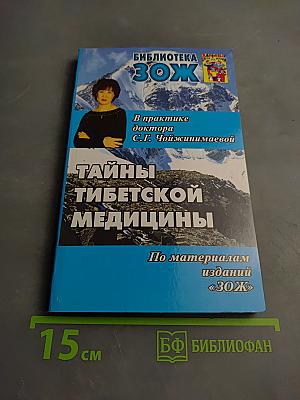 БИБЛИОТЕКА
ЗОЖ
В практике
доктора
С.Г. Чойжинимаевой
ТАЙНЫ
ТИБЕТСКОЙ
МЕДИЦИНЫ
По материалам
изданий
«ЗОЖ»
15 см
БФ БИБЛИОФАН